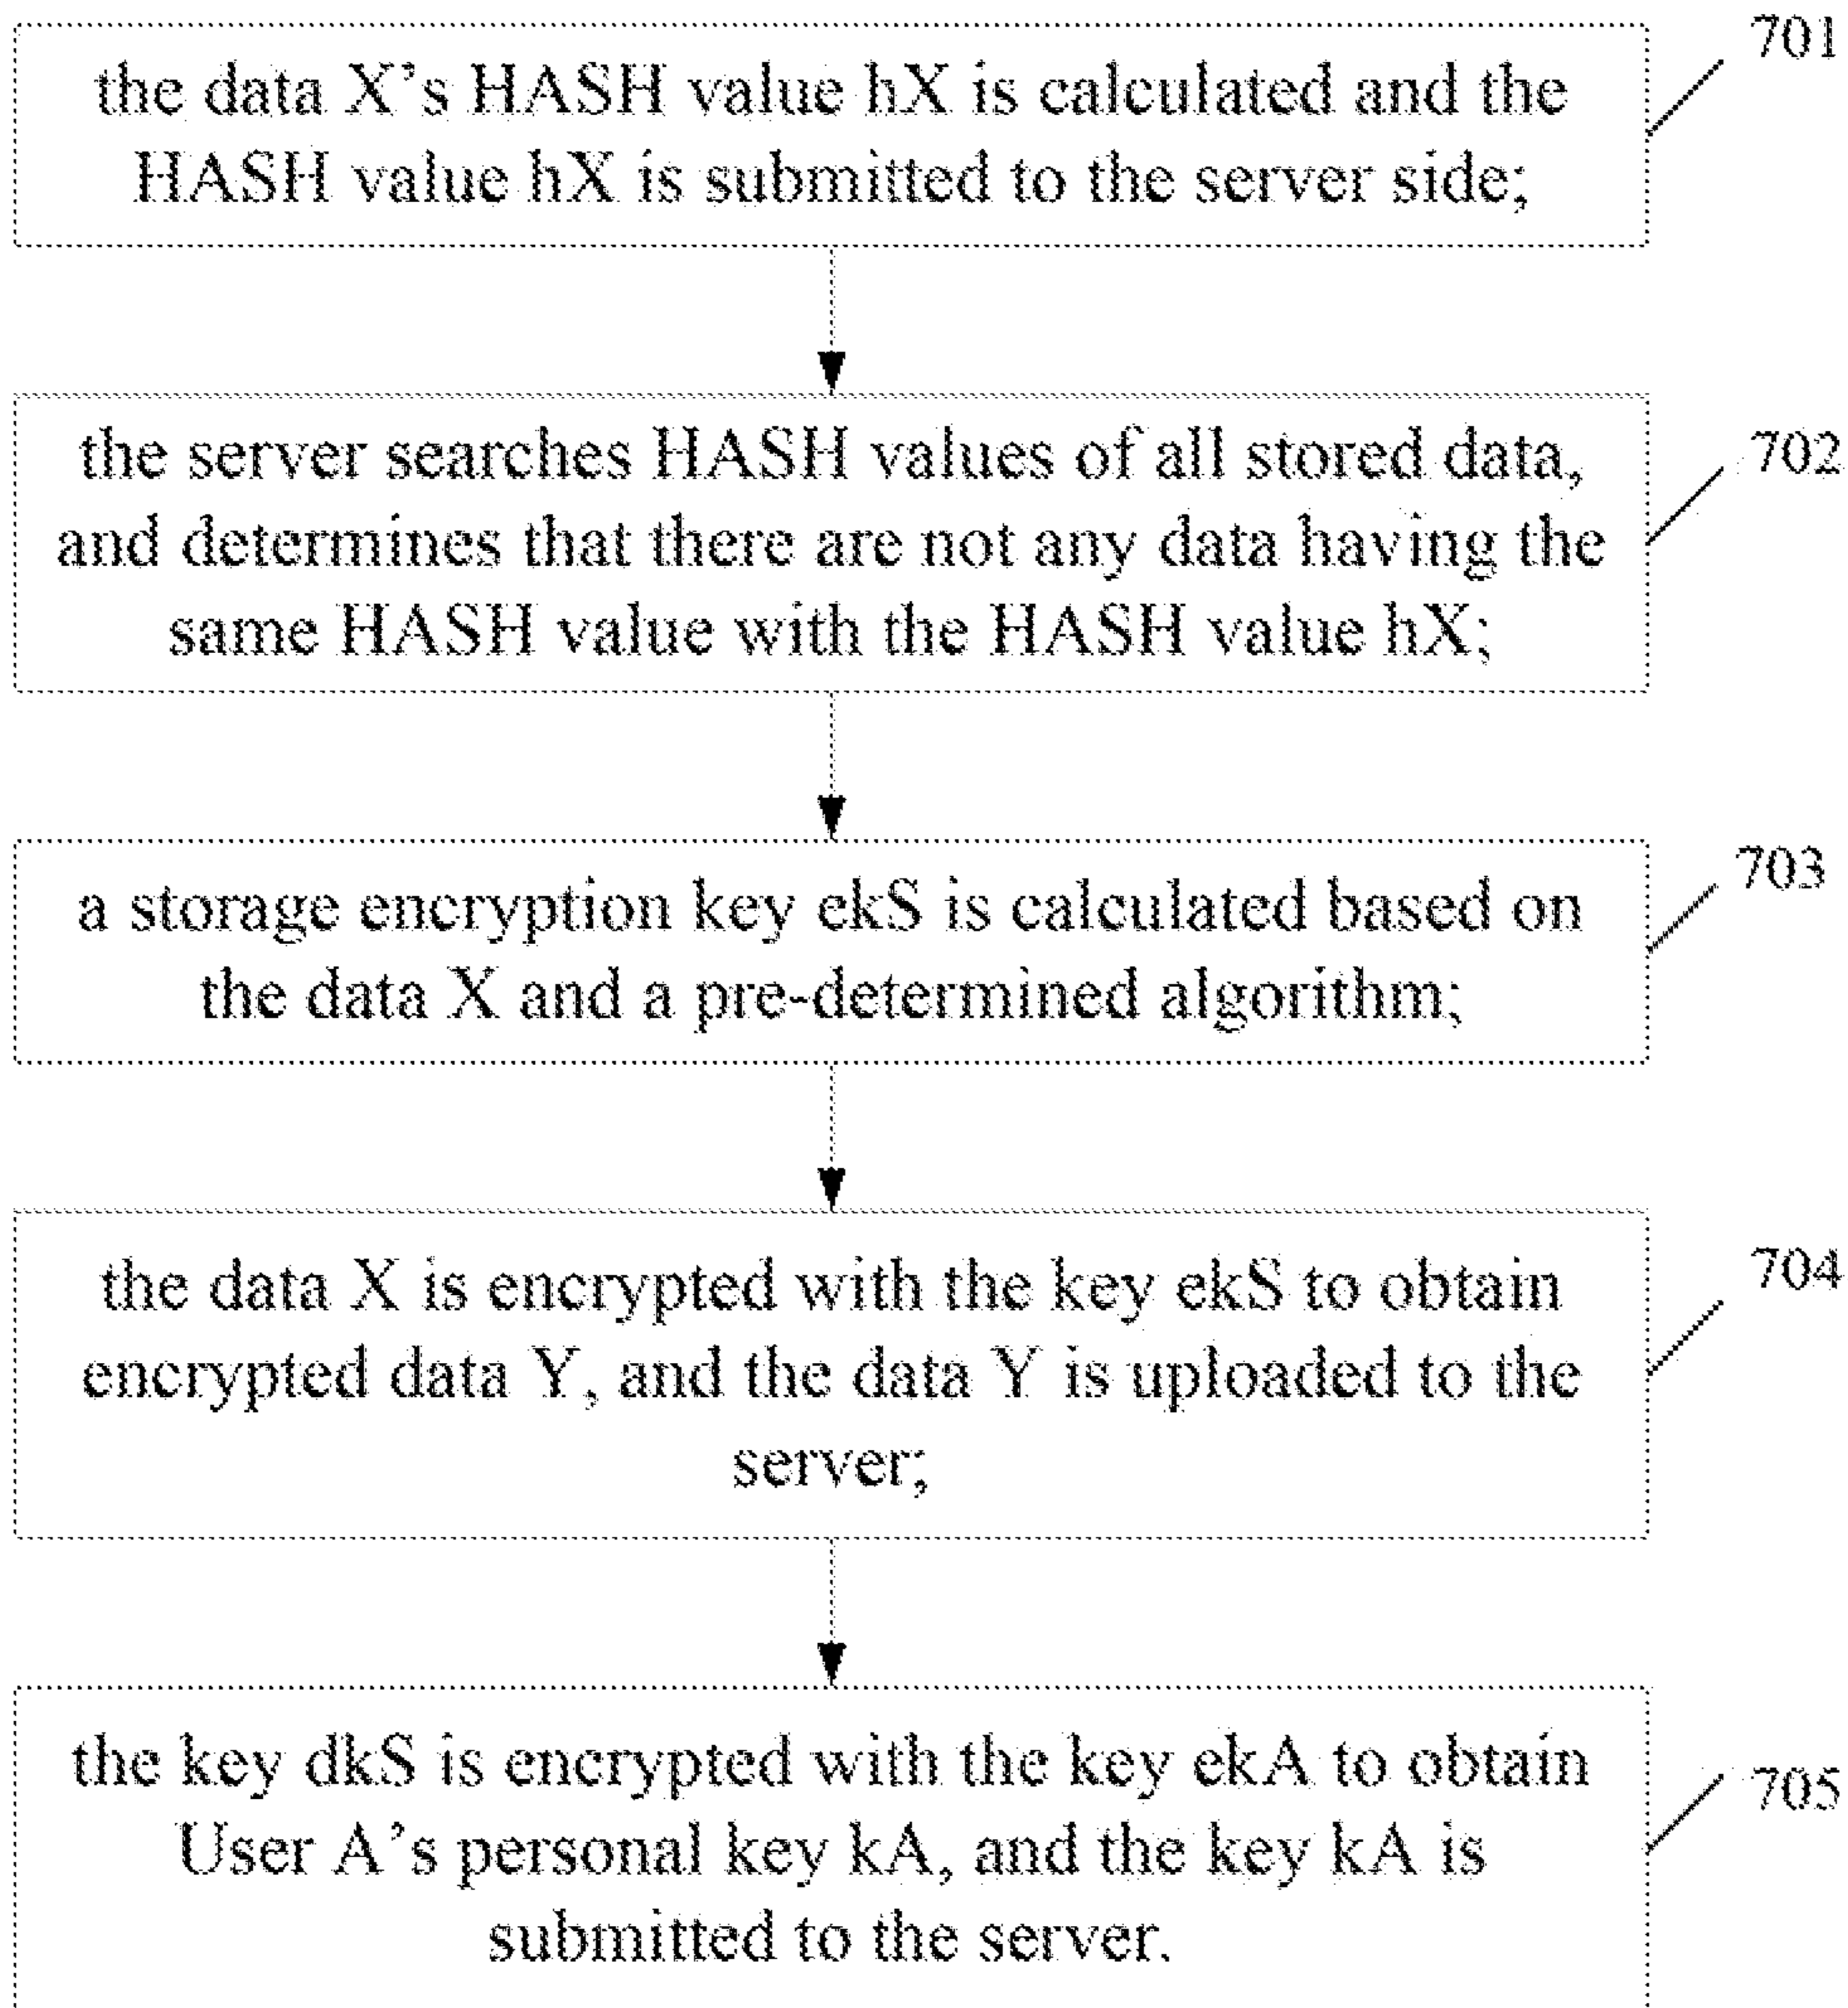 701
the data X's HASH value hX is calculated and the
HASH value hX is submitted to the server side;
702
the server searches HASH values of all stored data,
and determines that there are not any data having the
same HASH value with the HASH value hX;
703
a storage encryption key ekS is calculated based on
the data X and a pre-determined algorithm;
704
the data X is encrypted with the key ekS to obtain
encrypted data Y, and the data Y is uploaded to the
server;
705
the key dkS is encrypted with the key ekA to obtain
User A's personal key kA, and the key kA is
submitted to the server.